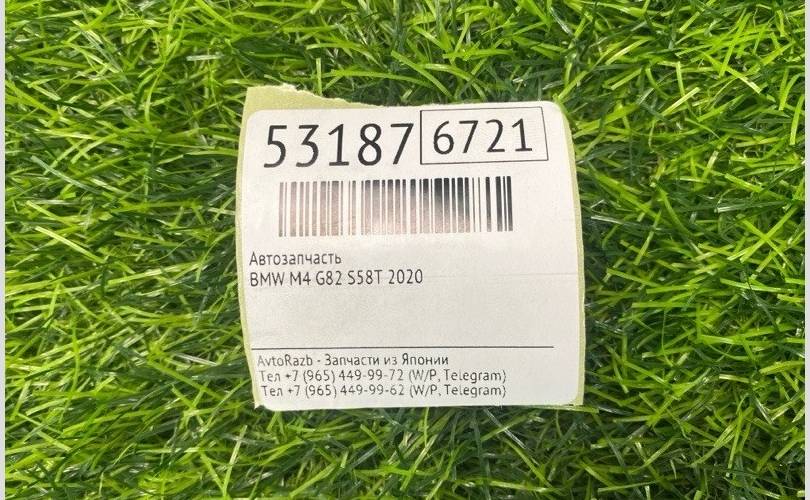 53187 6721
Автозапчасть
BMW M4 G82 S58T 2020
AvtoRazb - Запчасти из Японии
Тел +7 (965) 449-99-72 (W/P, Telegram)
Тел +7 (965) 449-99-62 (W/P, Telegram)